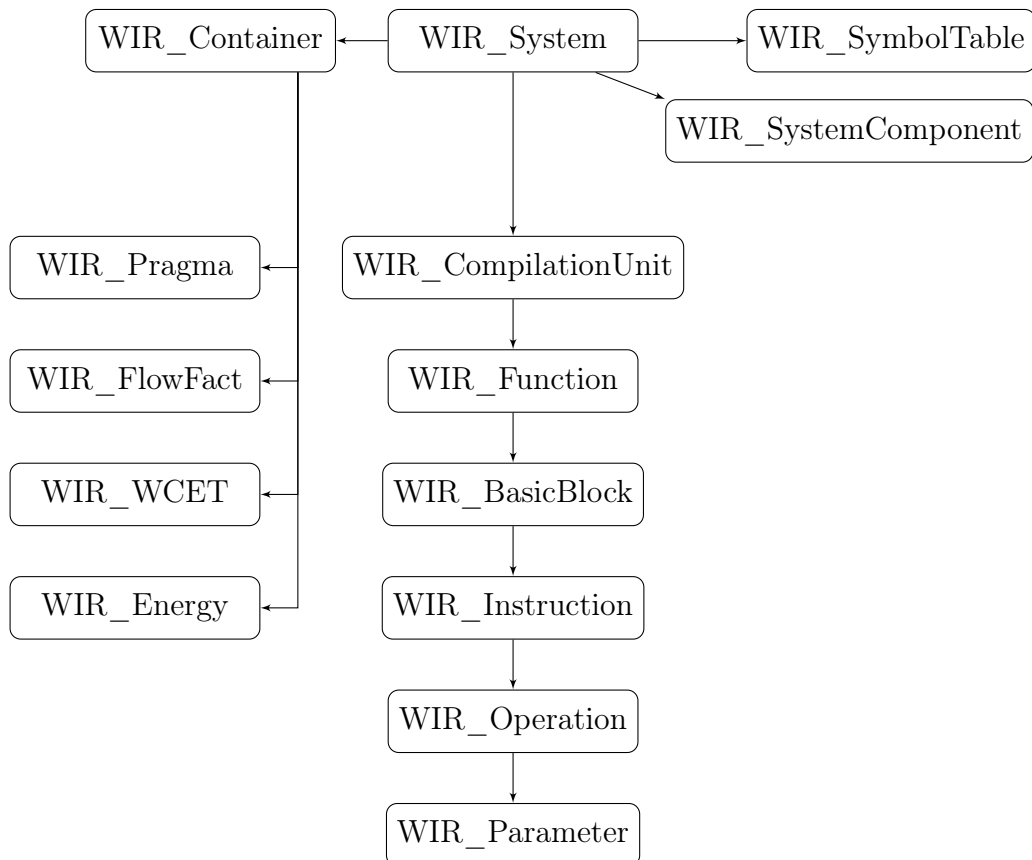 WIR_Container
WIR_System
WIR_SymbolTable
WIR_SystemComponent
WIR_Pragma
WIR_CompilationUnit
WIR_FlowFact
WIR_Function
WIR_WCET
WIR_BasicBlock
WIR_Energy
WIR_Instruction
WIR_Operation
WIR_Parameter